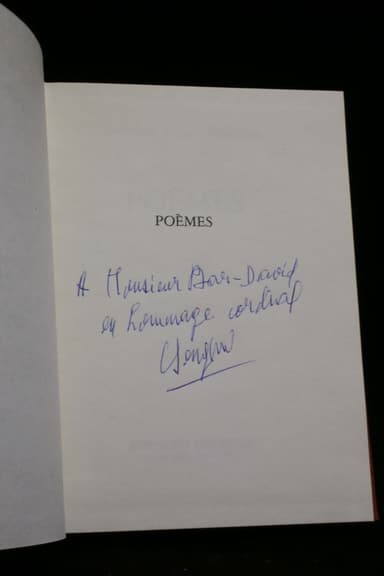 POÈMES
A Monsieur Bar-David
en hommage cordial